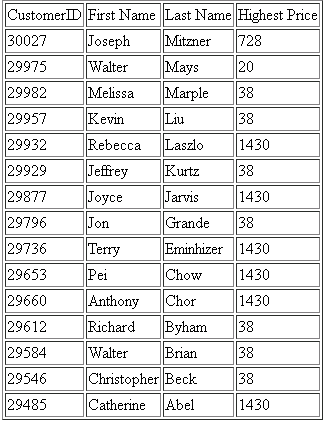 CustomerID First Name Last Name Highest Price
30027 Joseph Mitzner 728
29975 Walter Mays 20
29982 Melissa Marple 38
29957 Kevin Liu 38
29932 Rebecca Laszlo 1430
29929 Jeffrey Kurtz 38
29877 Joyce Jarvis 1430
29796 Jon Grande 38
29736 Terry Eminhizer 1430
29653 Pei Chow 1430
29660 Anthony Chor 1430
29612 Richard Byham 38
29584 Walter Brian 38
29546 Christopher Beck 38
29485 Catherine Abel 1430